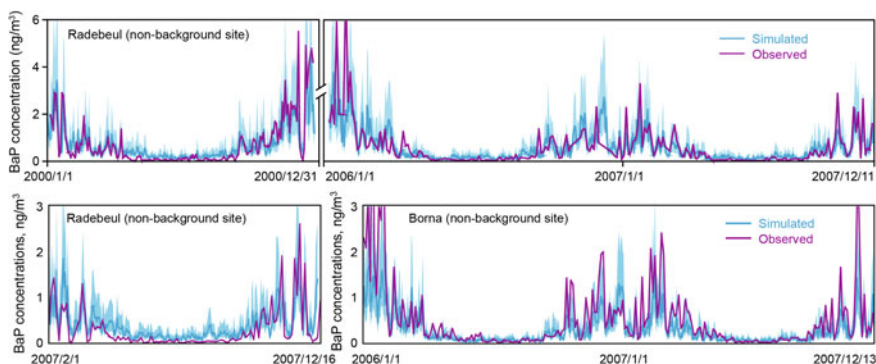 BaP concentration (ng/m³)
6
4
2
0
Radebeul (non-background site)
Simulated
Observed
2000/1/1
2000/12/31
2006/1/1
2007/1/1
2007/12/11
BaP concentrations, ng/m³
3
2
1
0
Radebeul (non-background site)
2007/2/1
2007/12/16
BaP concentrations, ng/m³
3
2
1
0
Borna (non-background site)
Simulated
Observed
2006/1/1
2007/1/1
2007/12/13